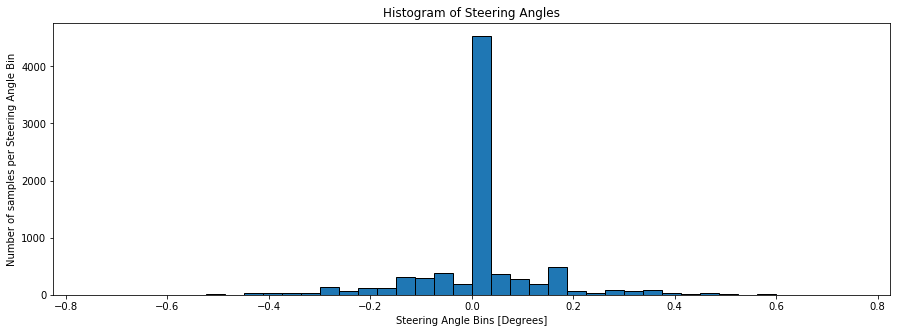 Histogram of Steering Angles
Number of samples per Steering Angle Bin
4000
3000
2000
1000
0
−0.8 −0.6 −0.4 −0.2 0.0 0.2 0.4 0.6 0.8
Steering Angle Bins [Degrees]